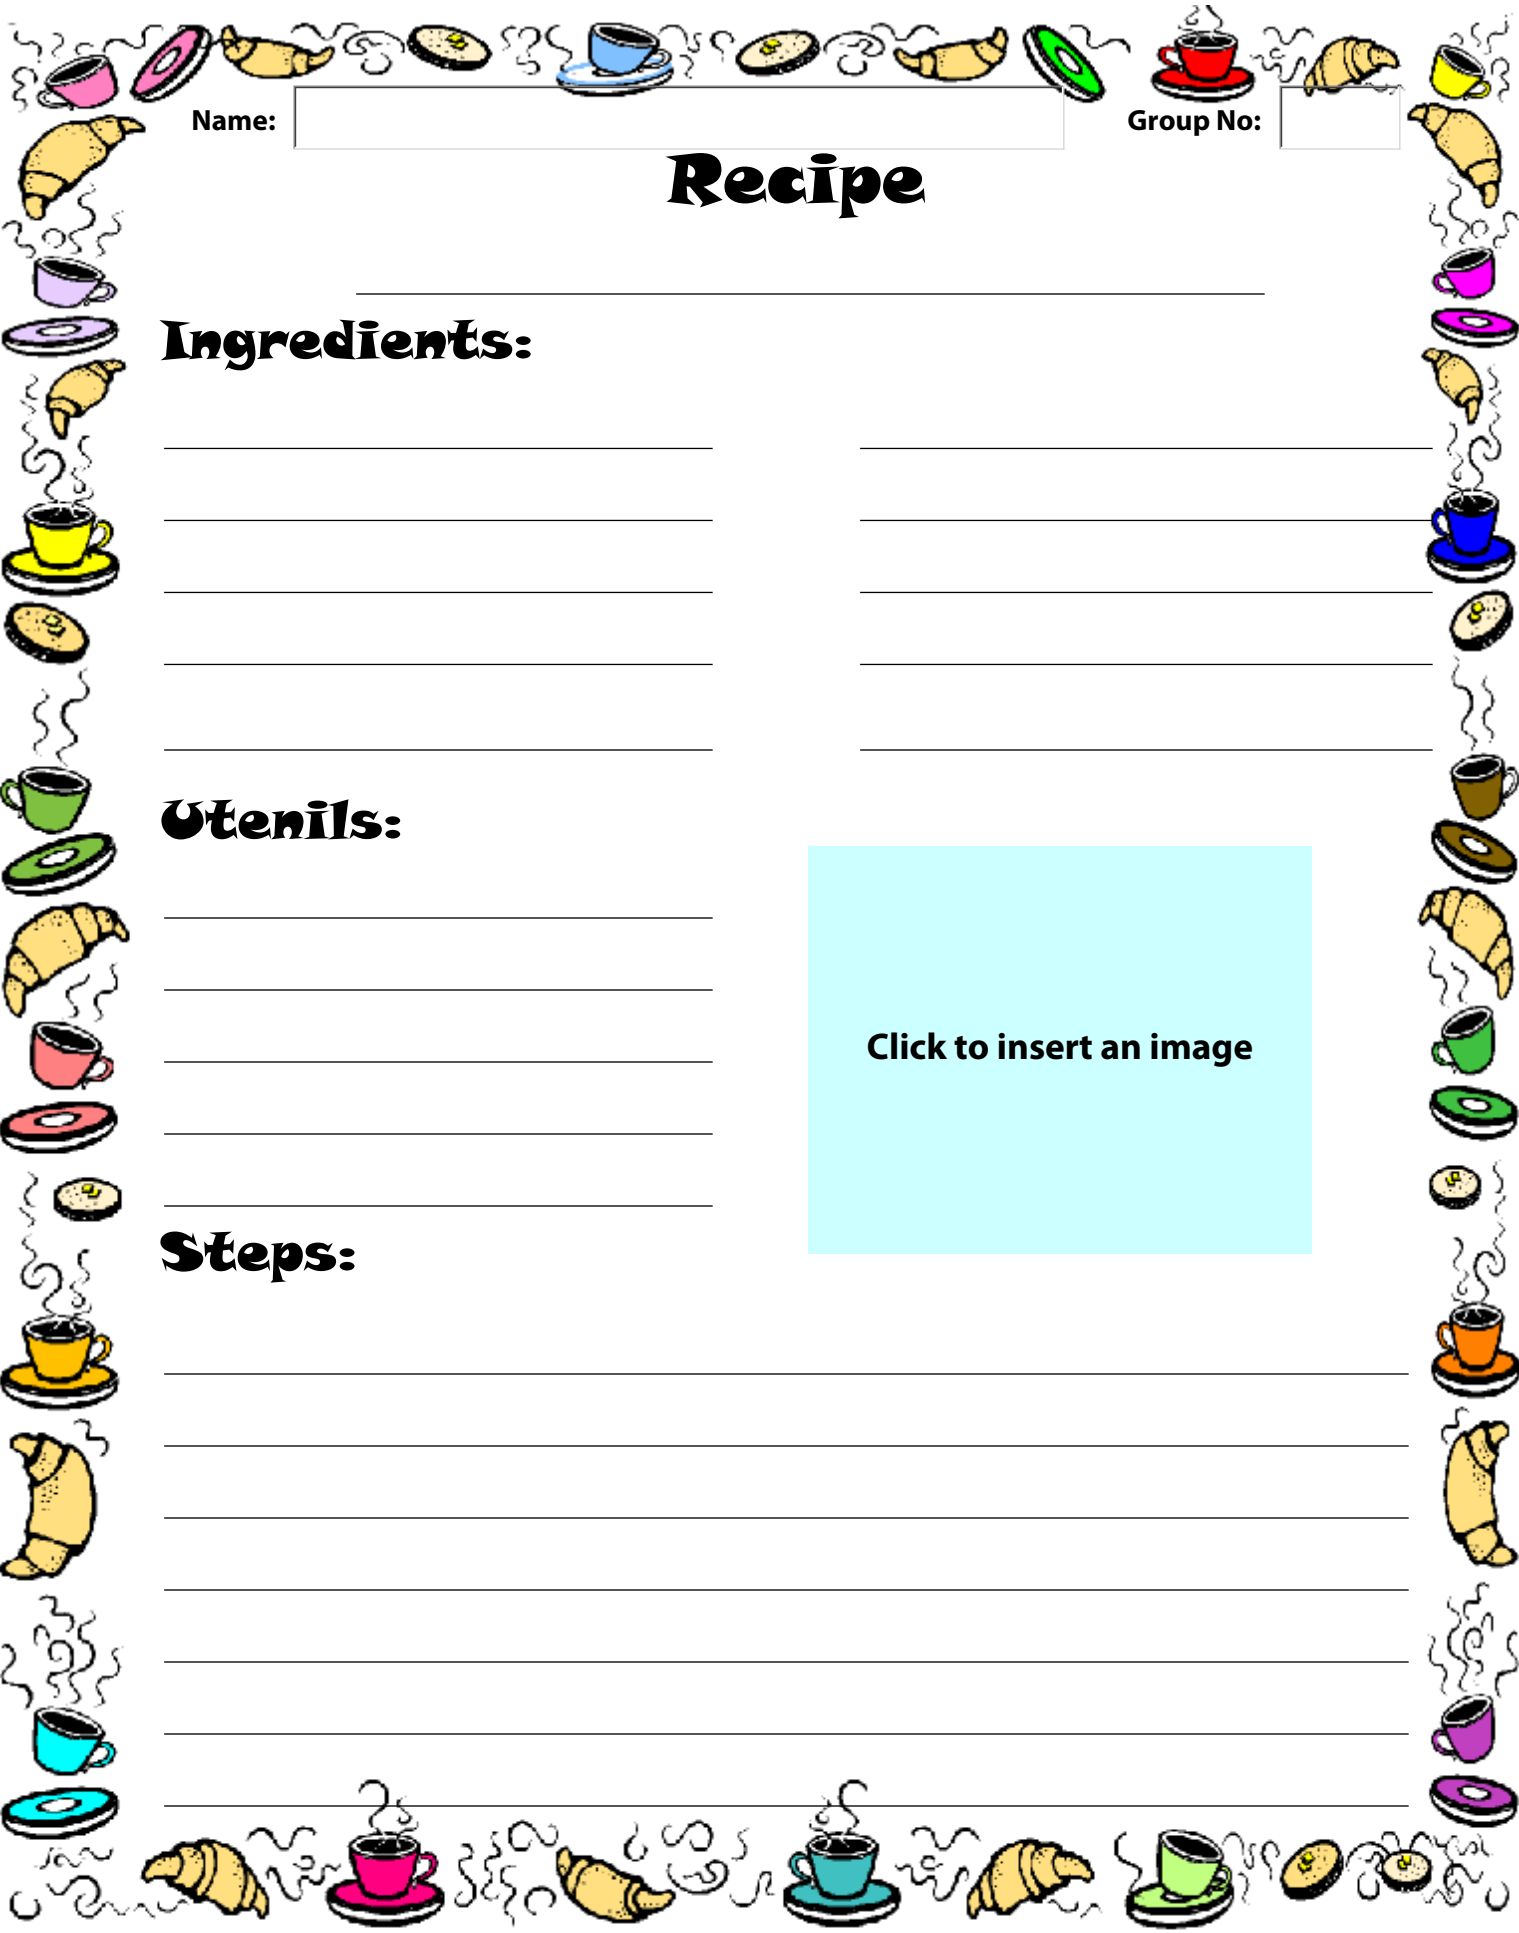 Name: Group No:
Recipe
Ingredients:
Utenils:
Click to insert an image
Steps: